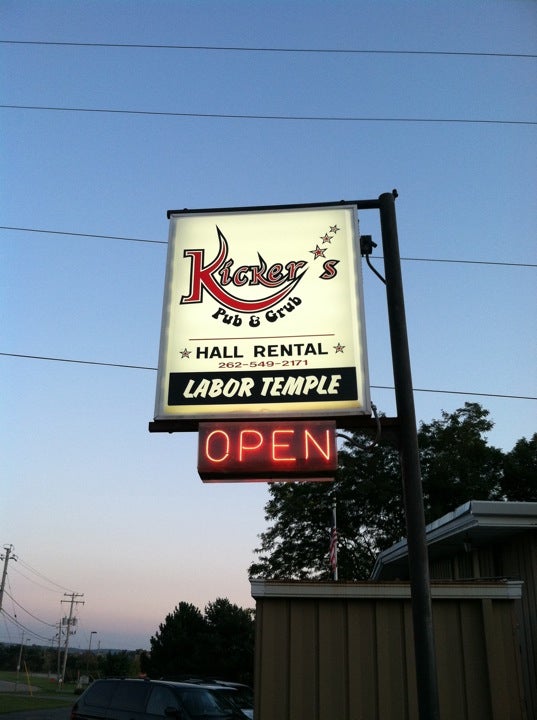 Kicker's
Pub & Grub
HALL RENTAL
262-549-2171
LABOR TEMPLE
OPEN